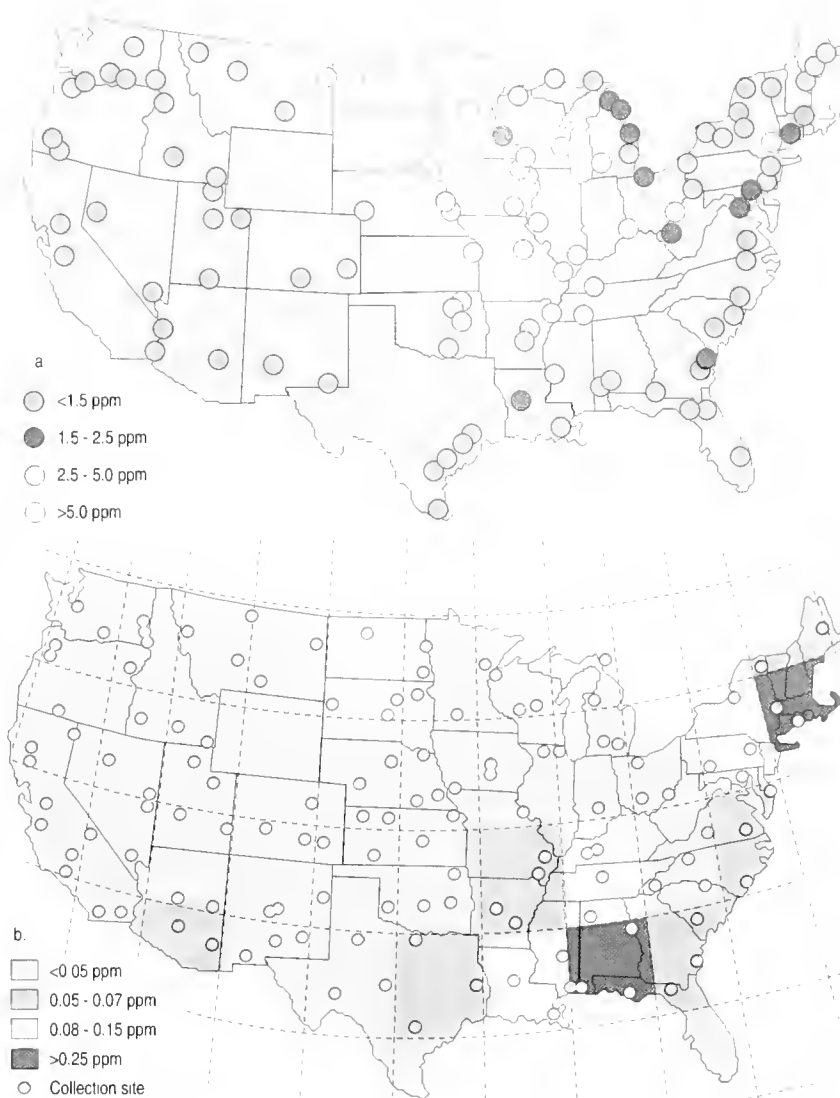 a
<1.5 ppm
1.5 - 2.5 ppm
2.5 - 5.0 ppm
>5.0 ppm
b.
<0 05 ppm
0.05 - 0.07 ppm
0.08 - 0.15 ppm
>0.25 ppm
Collection site